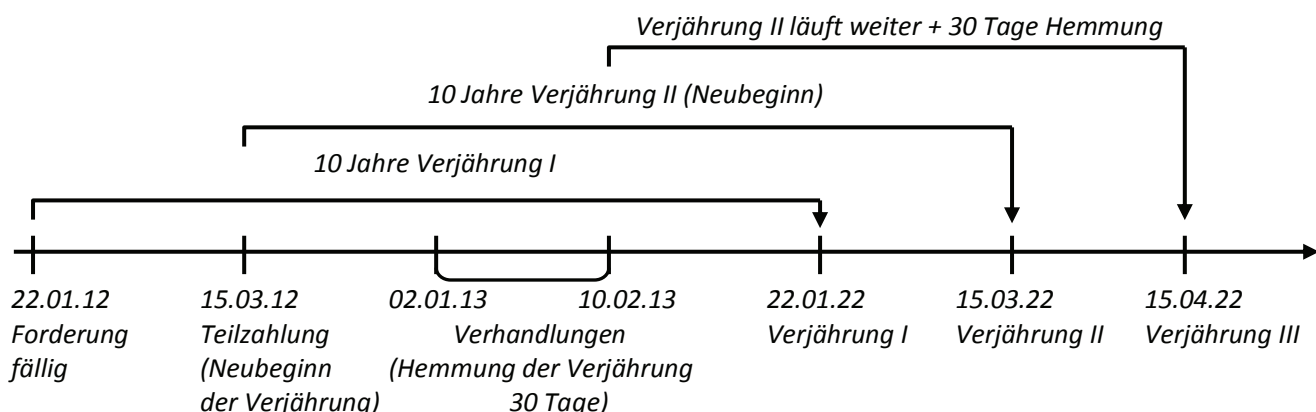 Verjährung II läuft weiter + 30 Tage Hemmung
10 Jahre Verjährung II (Neubeginn)
10 Jahre Verjährung I
22.01.12 15.03.12 02.01.13 10.02.13 22.01.22 15.03.22 15.04.22
Forderung Teilzahlung Verhandlungen Verjährung I Verjährung II Verjährung III
fällig (Neubeginn (Hemmung der Verjährung
der Verjährung) 30 Tage)